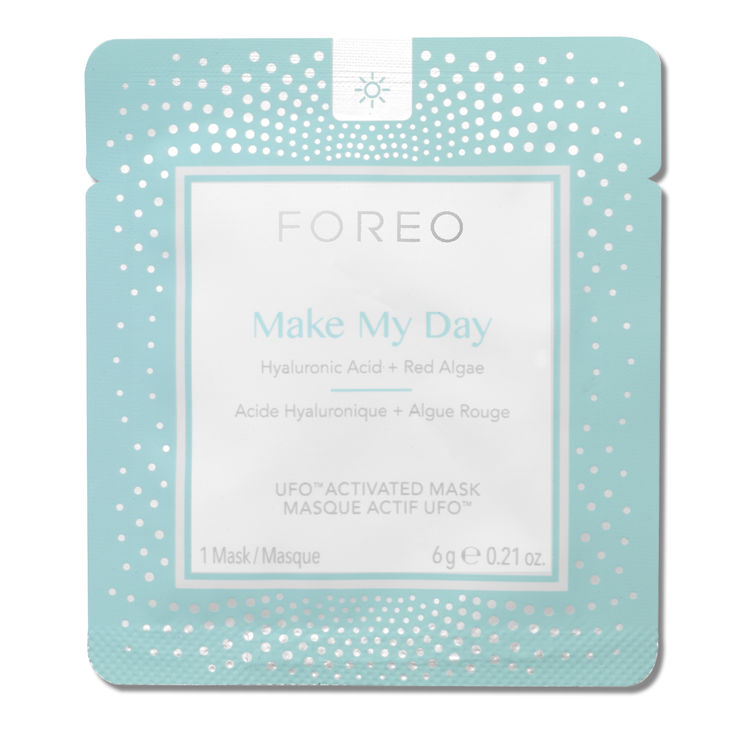 FOREO
Make My Day
Hyaluronic Acid + Red Algae
Acide Hyaluronique + Algue Rouge
UFO™ ACTIVATED MASK
MASQUE ACTIF UFO™
1 Mask / Masque 6 g ℮ 0.21 oz.